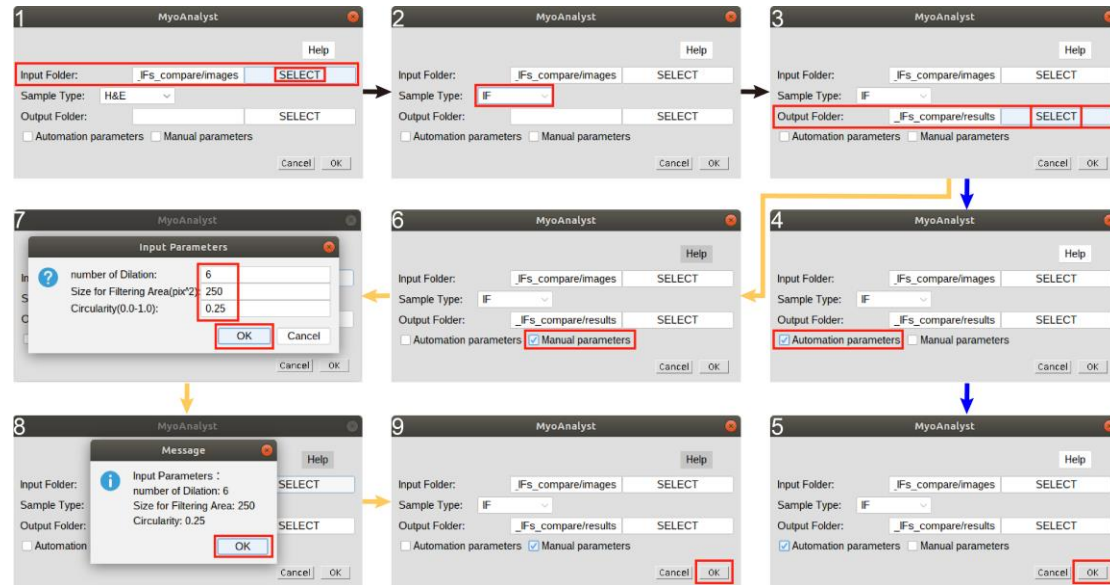 1
MyoAnalyst
Help
Input Folder: _IFs_compare/images SELECT
Sample Type: H&E
Output Folder: SELECT
Automation parameters Manual parameters
Cancel OK
2
MyoAnalyst
Help
Input Folder: _IFs_compare/images SELECT
Sample Type: IF
Output Folder: SELECT
Automation parameters Manual parameters
Cancel OK
3
MyoAnalyst
Help
Input Folder: _IFs_compare/images SELECT
Sample Type: IF
Output Folder: _IFs_compare/results SELECT
Automation parameters Manual parameters
Cancel OK
7
MyoAnalyst
Input Parameters
In
number of Dilation: 6
S
Size for Filtering Area(pix^2): 250
Circularity(0.0-1.0): 0.25
OK Cancel
Cancel OK
6
MyoAnalyst
Help
Input Folder: _IFs_compare/images SELECT
Sample Type: IF
Output Folder: _IFs_compare/results SELECT
Automation parameters Manual parameters
Cancel OK
4
MyoAnalyst
Help
Input Folder: _IFs_compare/images SELECT
Sample Type: IF
Output Folder: _IFs_compare/results SELECT
Automation parameters Manual parameters
Cancel OK
8
MyoAnalyst
Message
Help
Input Folder: SELECT
Sample Type:
Output Folder: SELECT
Automation
Input Parameters :
number of Dilation: 6
Size for Filtering Area: 250
Circularity: 0.25
OK
Cancel OK
9
MyoAnalyst
Help
Input Folder: _IFs_compare/images SELECT
Sample Type: IF
Output Folder: _IFs_compare/results SELECT
Automation parameters Manual parameters
Cancel OK
5
MyoAnalyst
Help
Input Folder: _IFs_compare/images SELECT
Sample Type: IF
Output Folder: _IFs_compare/results SELECT
Automation parameters Manual parameters
Cancel OK